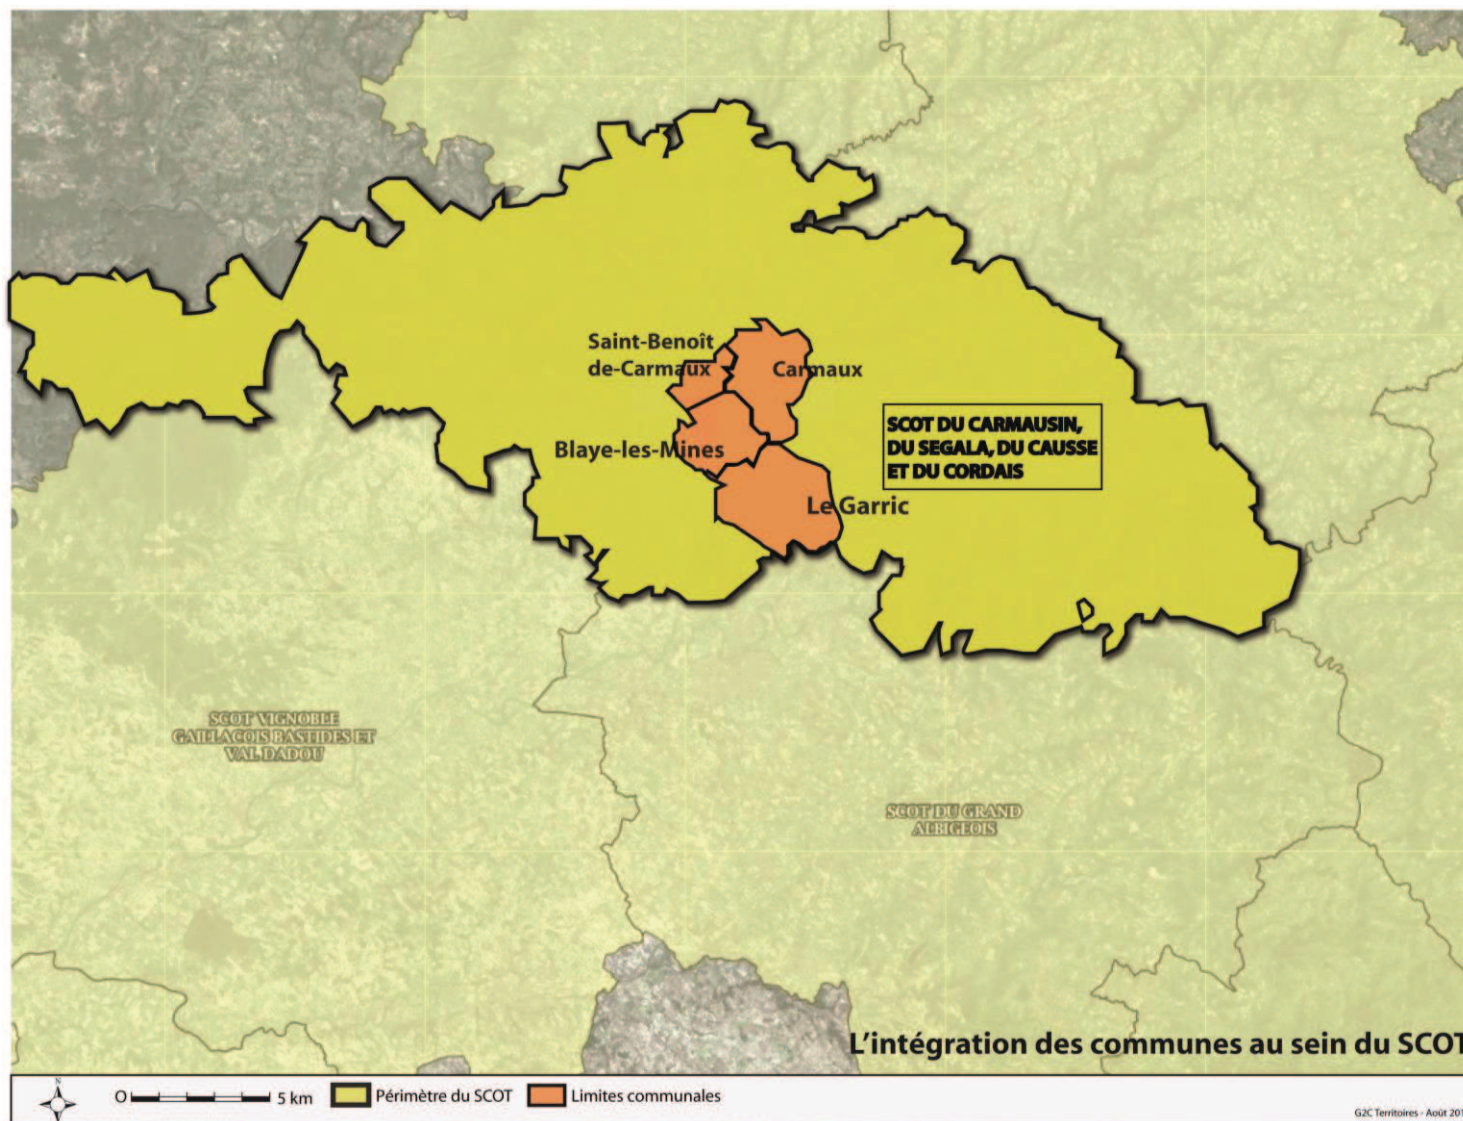 Saint-Benoît
de-Carmaux
Carmaux
SCOT DU CARMAUSIN,
DU SEGALA, DU CAUSSE
ET DU CORDAIS
Blaye-les-Mines
Le Garric
SCOT VIGNOBLE
GAILLACOIS BASTIDES ET
VAL DADOU
SCOT DU GRAND
ALBIGEOIS
L'intégration des communes au sein du SCOT
N
0 5 km
Périmètre du SCOT
Limites communales
G2C Territoires - Août 201